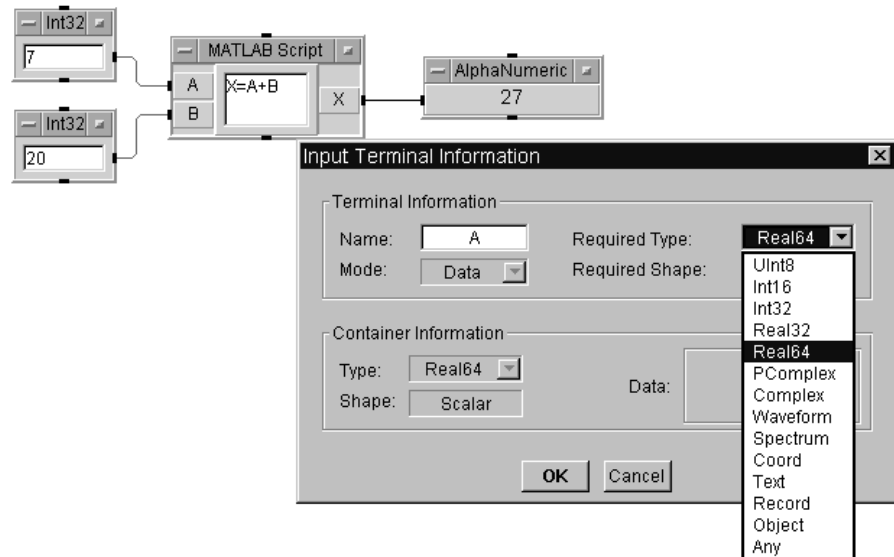 Int32
7
Int32
20
MATLAB Script
A
B
X=A+B
X
AlphaNumeric
27
Input Terminal Information
Terminal Information
Name: A
Required Type: Real64
Mode: Data
Required Shape:
Container Information
Type: Real64
Shape: Scalar
Data:
OK
Cancel
UInt8
Int16
Int32
Real32
Real64
PComplex
Complex
Waveform
Spectrum
Coord
Text
Record
Object
Any